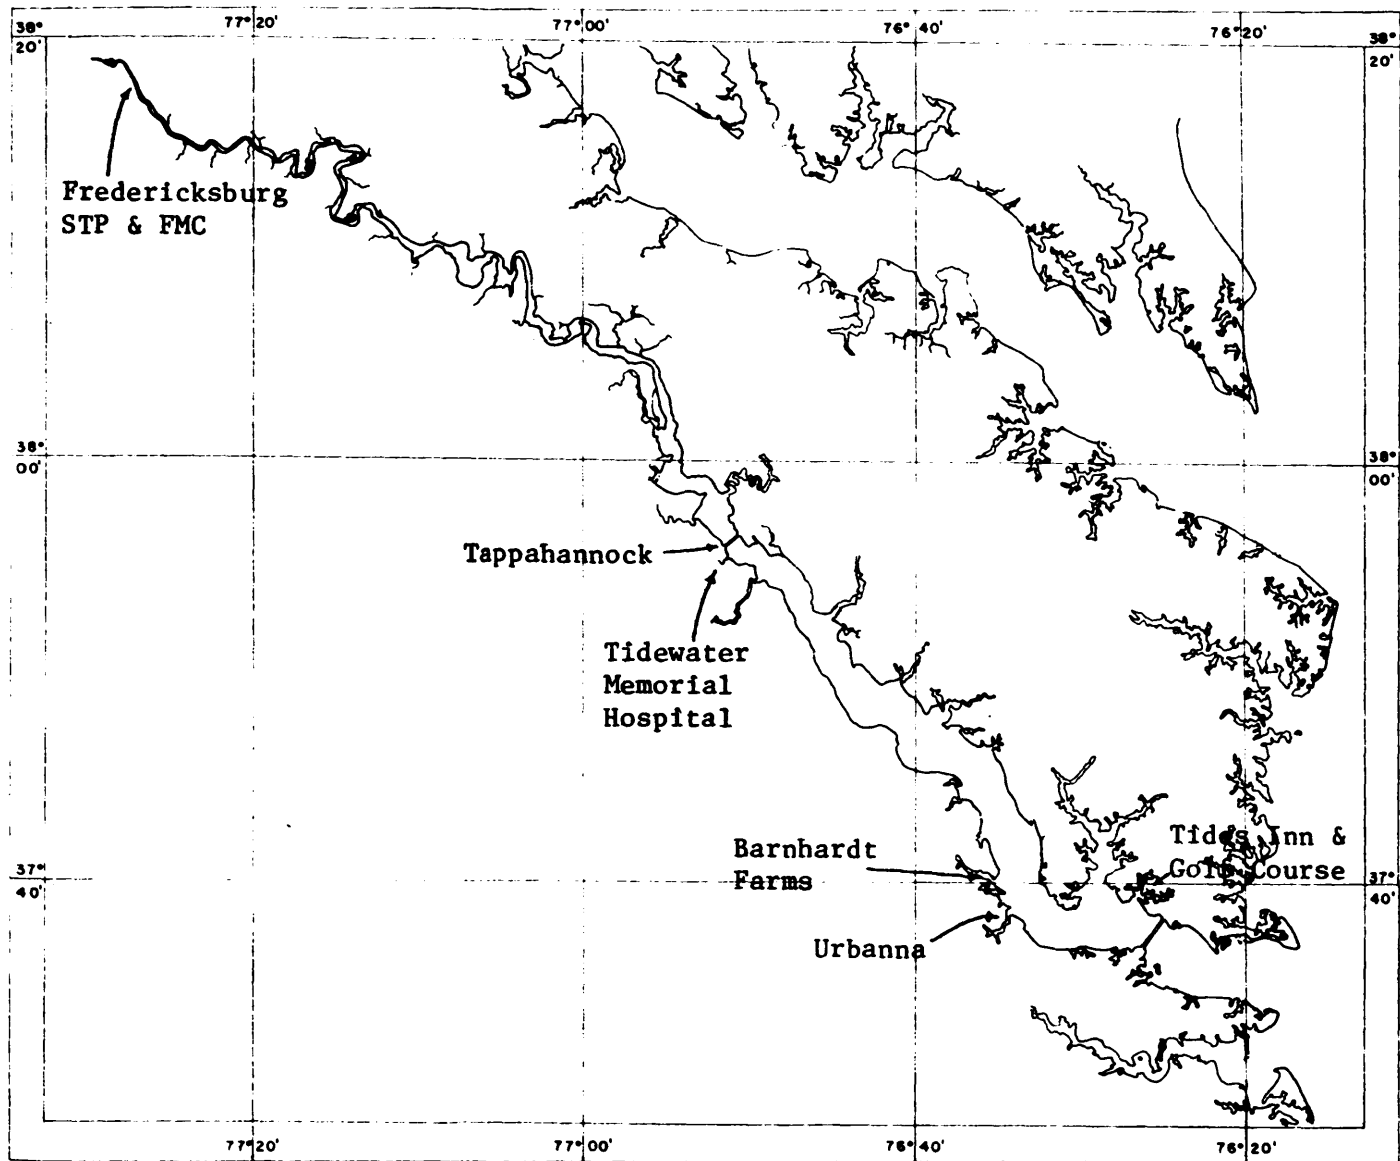 77°20' 77°00' 76°40' 76°20'
38°
20'
38°
20'
Fredericksburg
STP & FMC
38°
00'
38°
00'
Tappahannock
Tidewater
Memorial
Hospital
Barnhardt
Farms
Tides Inn &
Golf Course
37°
40'
37°
40'
Urbanna
77°20' 77°00' 76°40' 76°20'